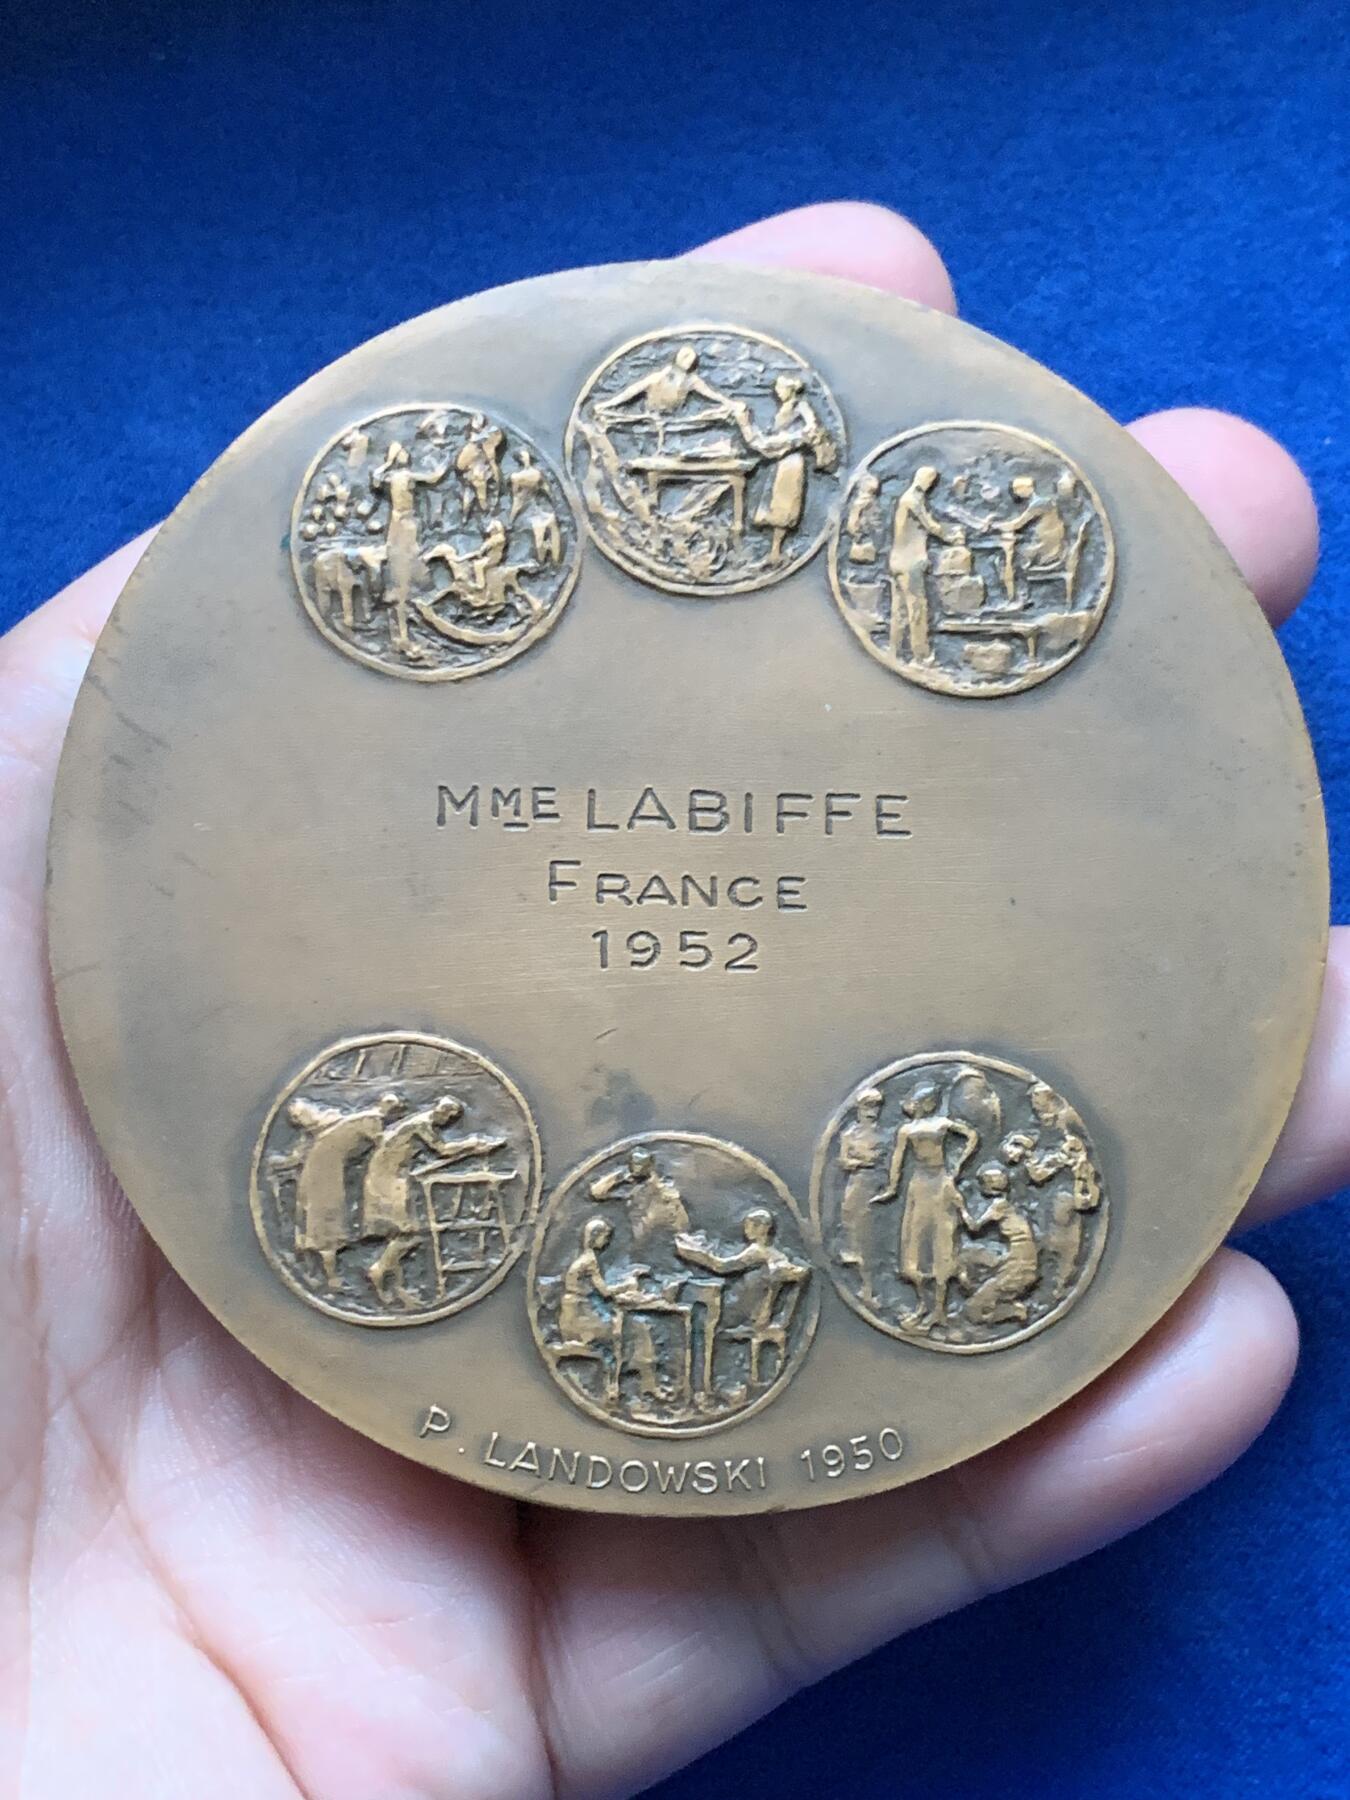 MME LABIFFE
FRANCE
1952
P. LANDOWSKI 1950